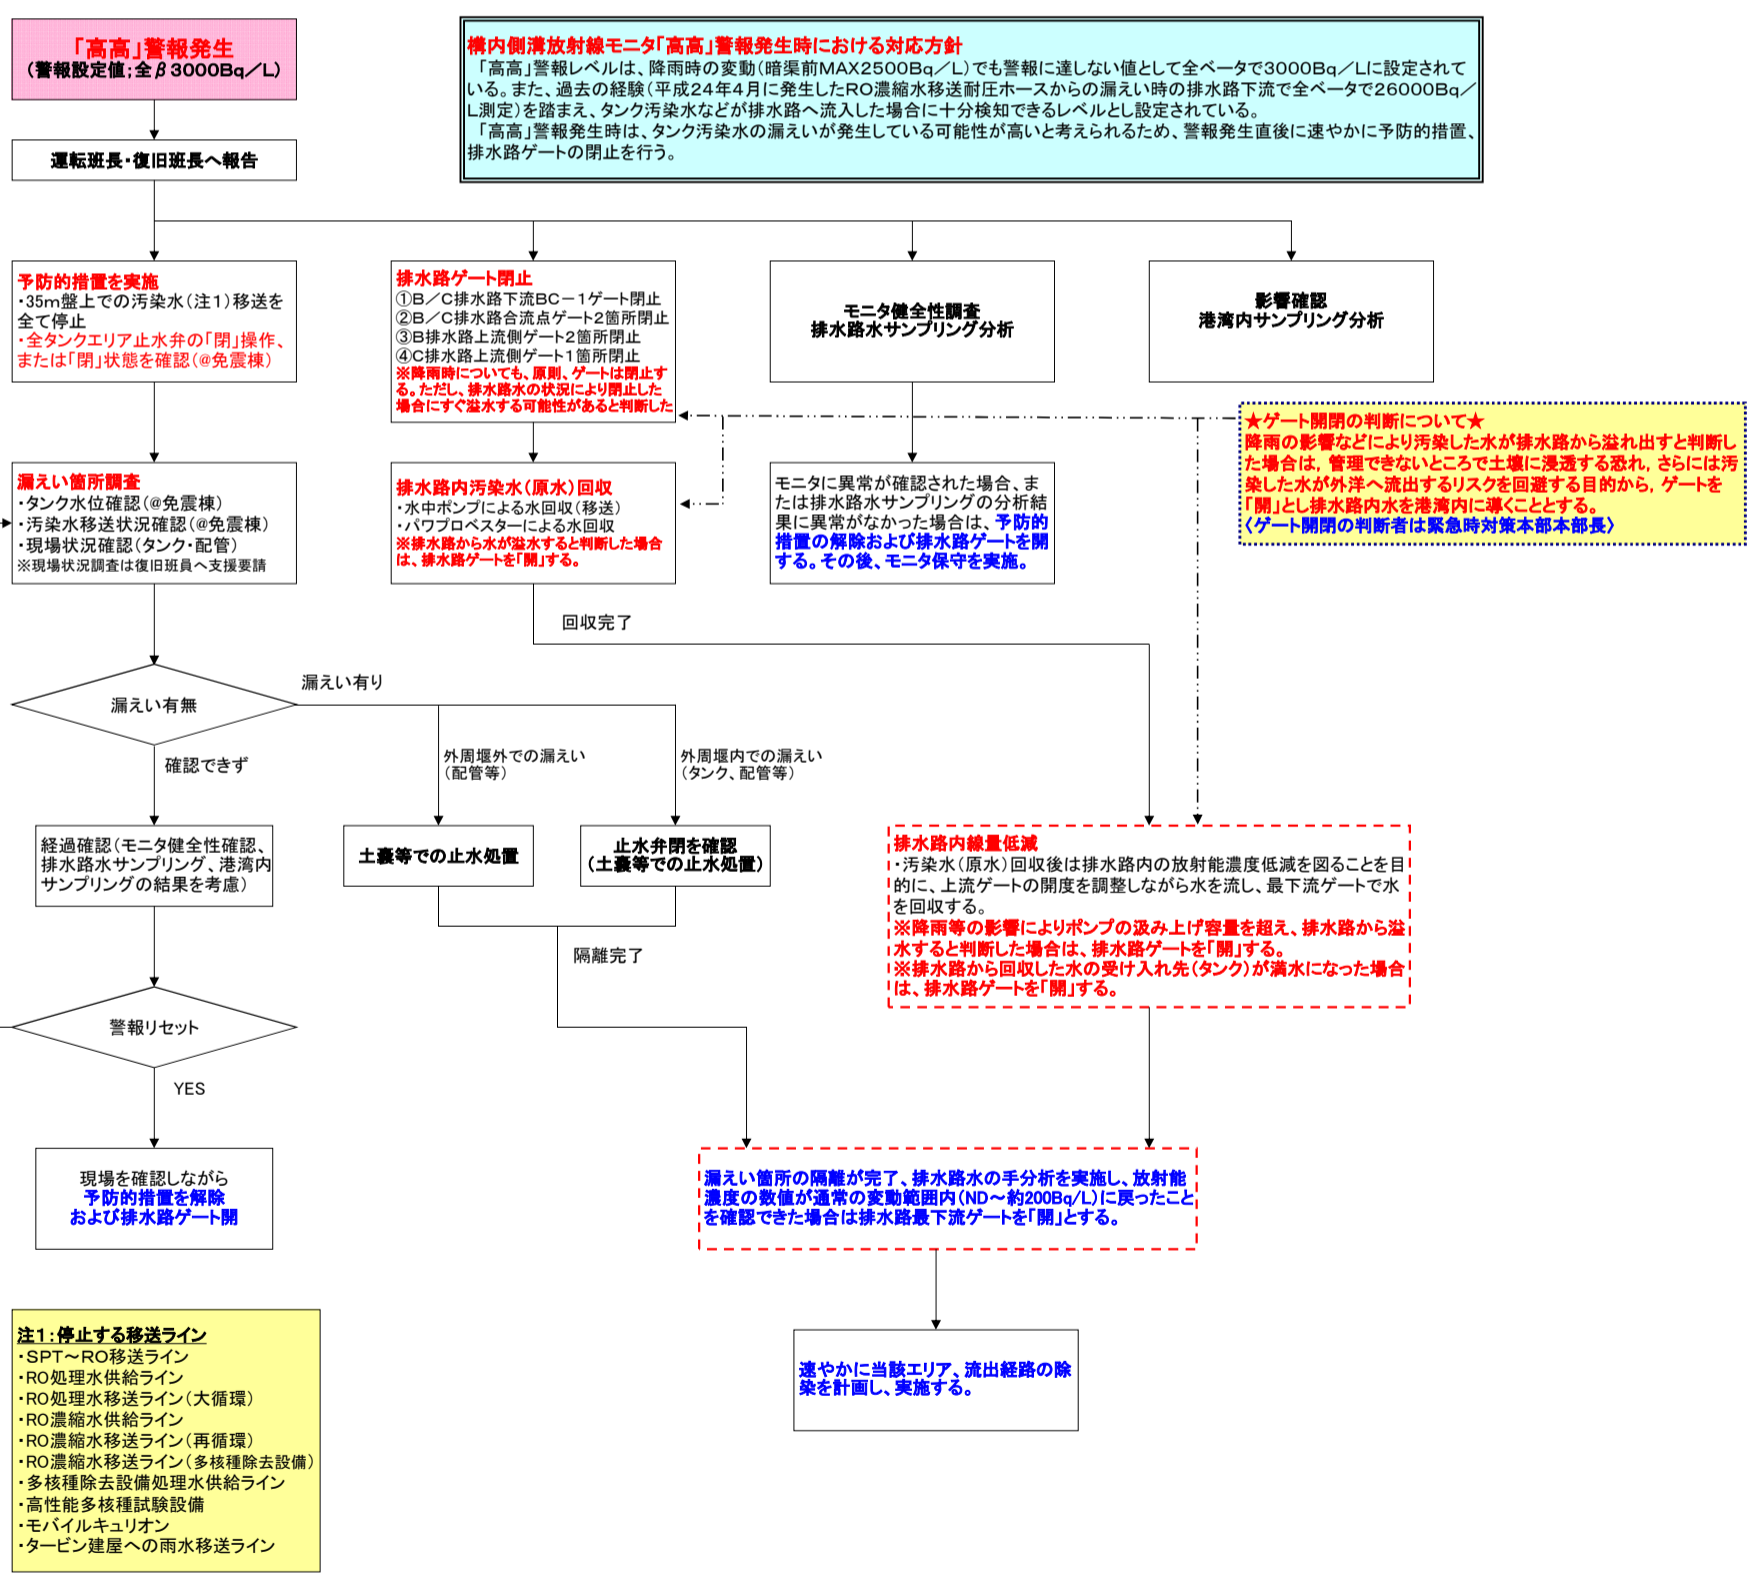 「高高」警報発生
（警報設定値；全β3000Bq／L）
構内側溝放射線モニタ「高高」警報発生時における対応方針
「高高」警報レベルは、降雨時の変動（暗渠前MAX2500Bq／L）でも警報に達しない値として全ベータで3000Bq／Lに設定されて
いる。また、過去の経験（平成24年4月に発生したRO濃縮水移送耐圧ホースからの漏えい時の排水路下流で全ベータで26000Bq／
L測定）を踏まえ、タンク汚染水などが排水路へ流入した場合に十分検知できるレベルとし設定されている。
「高高」警報発生時は、タンク汚染水の漏えいが発生している可能性が高いと考えられるため、警報発生直後に速やかに予防的措置、
排水路ゲートの閉止を行う。
運転班長・復旧班長へ報告
予防的措置を実施
・35m盤上での汚染水（注1）移送を
全て停止
・全タンクエリア止水弁の「閉」操作、
または「閉」状態を確認（@免震棟）
排水路ゲート閉止
①B／C排水路下流BC－1ゲート閉止
②B／C排水路合流点ゲート2箇所閉止
③B排水路上流側ゲート2箇所閉止
④C排水路上流側ゲート1箇所閉止
※降雨時についても、原則、ゲートは閉止す
る。ただし、排水路水の状況により閉止した
場合にすぐ溢水する可能性があると判断した
モニタ健全性調査
排水路水サンプリング分析
影響確認
港湾内サンプリング分析
★ゲート開閉の判断について★
降雨の影響などにより汚染した水が排水路から溢れ出すと判断し
た場合は，管理できないところで土壌に浸透する恐れ，さらには汚
染した水が外洋へ流出するリスクを回避する目的から，ゲートを
「開」とし排水路内水を港湾内に導くこととする。
〈ゲート開閉の判断者は緊急時対策本部本部長〉
漏えい箇所調査
・タンク水位確認（@免震棟）
・汚染水移送状況確認（@免震棟）
・現場状況確認（タンク・配管）
※現場状況調査は復旧班員へ支援要請
排水路内汚染水（原水）回収
・水中ポンプによる水回収（移送）
・パワプロベスターによる水回収
※排水路から水が溢水すると判断した場合
は、排水路ゲートを「開」する。
モニタに異常が確認された場合、ま
たは排水路水サンプリングの分析結
果に異常がなかった場合は、予防的
措置の解除および排水路ゲートを開
する。その後、モニタ保守を実施。
回収完了
漏えい有無
漏えい有り
確認できず
外周堰外での漏えい
（配管等）
外周堰内での漏えい
（タンク、配管等）
経過確認（モニタ健全性確認、
排水路水サンプリング、港湾内
サンプリングの結果を考慮）
土嚢等での止水処置
止水弁閉を確認
（土嚢等での止水処置）
排水路内線量低減
・汚染水（原水）回収後は排水路内の放射能濃度低減を図ることを目
的に、上流ゲートの開度を調整しながら水を流し、最下流ゲートで水
を回収する。
※降雨等の影響によりポンプの汲み上げ容量を超え、排水路から溢
水すると判断した場合は、排水路ゲートを「開」する。
※排水路から回収した水の受け入れ先（タンク）が満水になった場合
は、排水路ゲートを「開」する。
隔離完了
警報リセット
YES
現場を確認しながら
予防的措置を解除
および排水路ゲート開
漏えい箇所の隔離が完了、排水路水の手分析を実施し、放射能
濃度の数値が通常の変動範囲内（ND～約200Bq/L）に戻ったこと
を確認できた場合は排水路最下流ゲートを「開」とする。
速やかに当該エリア、流出経路の除
染を計画し、実施する。
注1：停止する移送ライン
・SPT～RO移送ライン
・RO処理水供給ライン
・RO処理水移送ライン（大循環）
・RO濃縮水供給ライン
・RO濃縮水移送ライン（再循環）
・RO濃縮水移送ライン（多核種除去設備）
・多核種除去設備処理水供給ライン
・高性能多核種試験設備
・モバイルキュリオン
・タービン建屋への雨水移送ライン